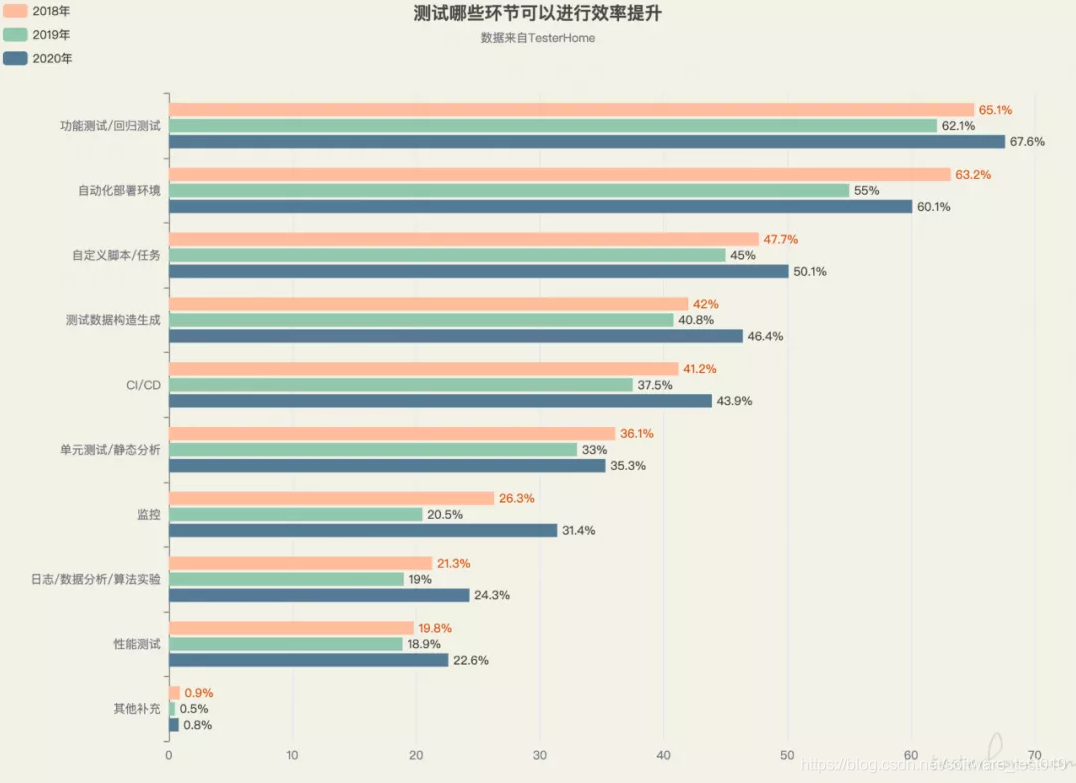 测试哪些环节可以进行效率提升
数据来自TesterHome
2018年
2019年
2020年
功能测试/回归测试
65.1%
62.1%
67.6%
自动化部署环境
63.2%
55%
60.1%
自定义脚本/任务
47.7%
45%
50.1%
测试数据构造生成
42%
40.8%
46.4%
CI/CD
41.2%
37.5%
43.9%
单元测试/静态分析
36.1%
33%
35.3%
监控
26.3%
20.5%
31.4%
日志/数据分析/算法实验
21.3%
19%
24.3%
性能测试
19.8%
18.9%
22.6%
其他补充
0.9%
0.5%
0.8%
0 10 20 30 40 50 60 70